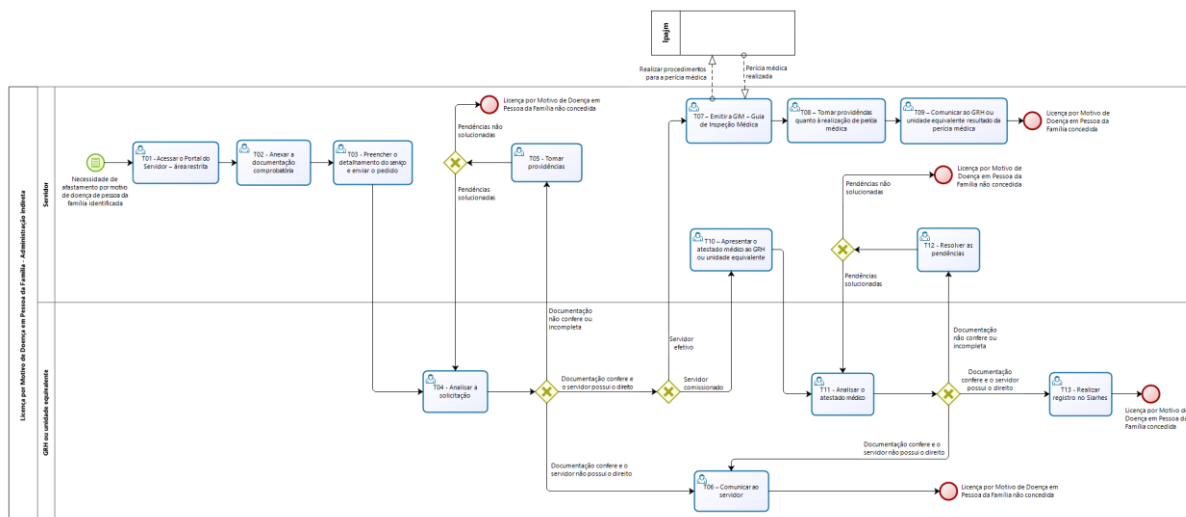 Ipajm
Realizar procedimentos
para a perícia médica
Perícia médica
realizada
Licença por Motivo de Doença em Pessoa da Família - Administração Indireta
Servidor
Necessidade de
afastamento por motivo
de doença de pessoa da
família identificada
T01 - Acessar o Portal do
Servidor – área restrita
T02 - Anexar a
documentação
comprobatória
T03 - Preencher o
detalhamento do serviço
e enviar o pedido
Licença por Motivo de Doença em
Pessoa da Família não concedida
Pendências não
solucionadas
T05 - Tomar
providências
Pendências
solucionadas
T07 – Emitir a GIM – Guia
de Inspeção Médica
T08 – Tomar providências
quanto à realização de perícia
médica
T09 – Comunicar ao GRH ou
unidade equivalente resultado da
perícia médica
Licença por Motivo de
Doença em Pessoa da
Família concedida
Licença por Motivo de
Doença em Pessoa da
Família não concedida
Pendências não
solucionadas
T10 – Apresentar o
atestado médico ao GRH
ou unidade equivalente
T12 - Resolver as
pendências
Pendências
solucionadas
GRH ou unidade equivalente
Documentação
não confere ou
incompleta
Servidor
efetivo
Documentação
não confere ou
incompleta
T04 - Analisar a
solicitação
Documentação confere e
o servidor possui o direito
Servidor
comissionado
T11 - Analisar o
atestado médico
Documentação
confere e o servidor
possui o direito
T13 - Realizar
registro no Siarhes
Licença por Motivo de
Doença em Pessoa da
Família concedida
Documentação confere e o
servidor não possui o direito
Documentação confere e o
servidor não possui o direito
T06 – Comunicar ao
servidor
Licença por Motivo de Doença em
Pessoa da Família não concedida